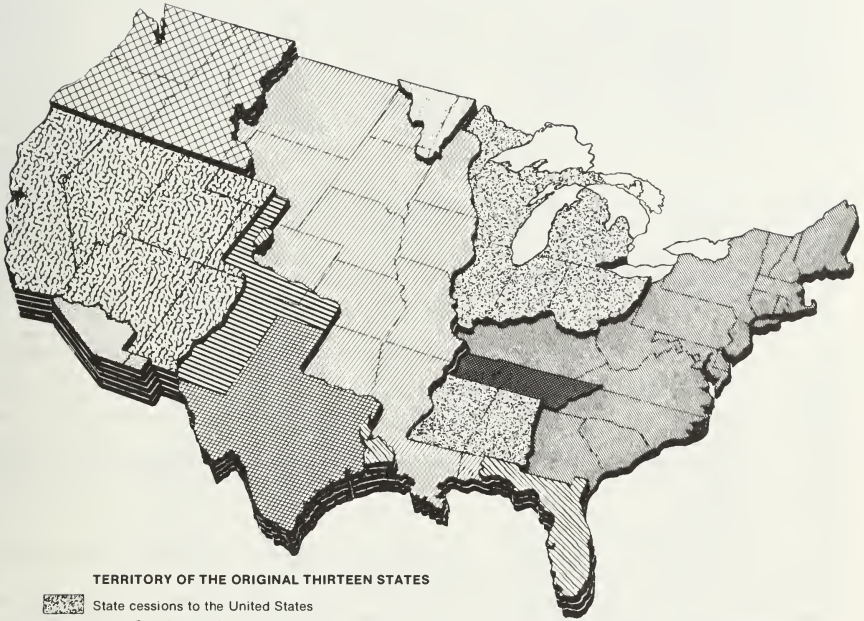 TERRITORY OF THE ORIGINAL THIRTEEN STATES
State cessions to the United States